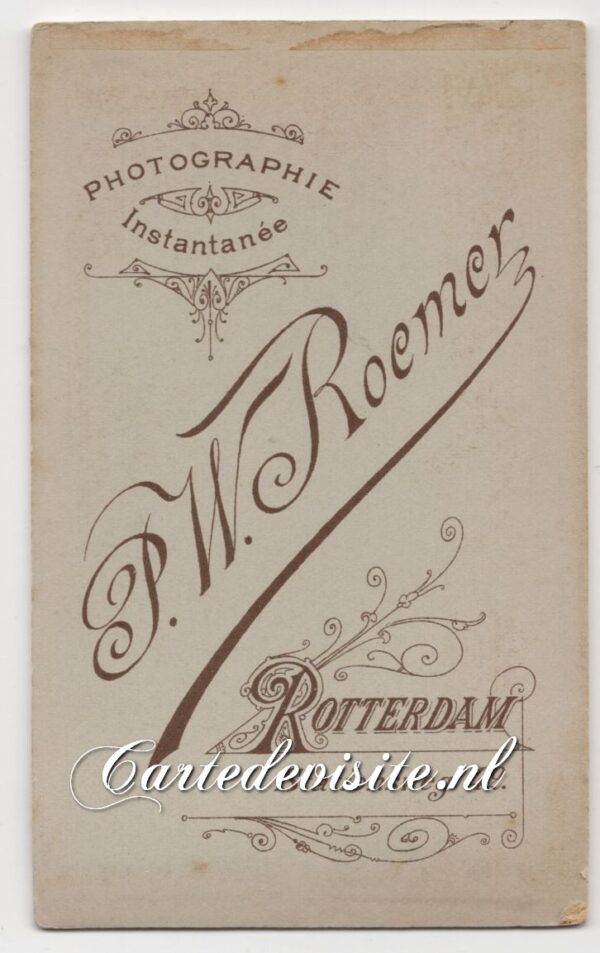 PHOTOGRAPHIE
Instantanée
P. W. Roemer
ROTTERDAM
Cartedevisite.nl